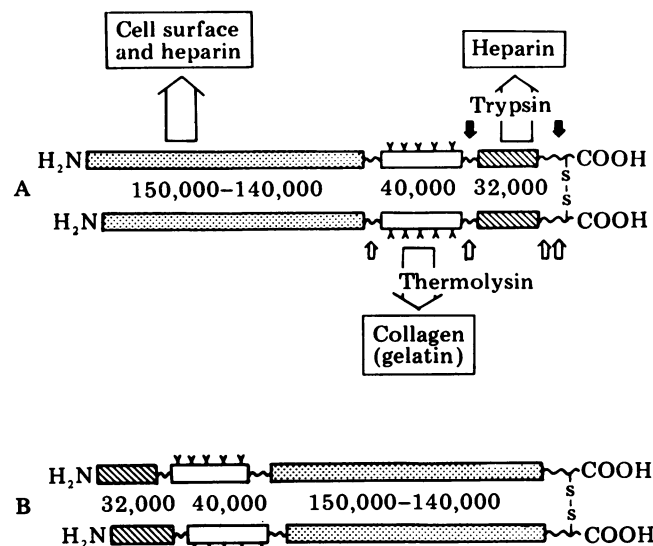 Cell surface
and heparin
Heparin
Trypsin
H₂N COOH
A
150,000–140,000 40,000 32,000
S
S
H₂N COOH
Thermolysin
Collagen
(gelatin)
H₂N COOH
B
32,000 40,000 150,000–140,000
S
S
H₂N COOH